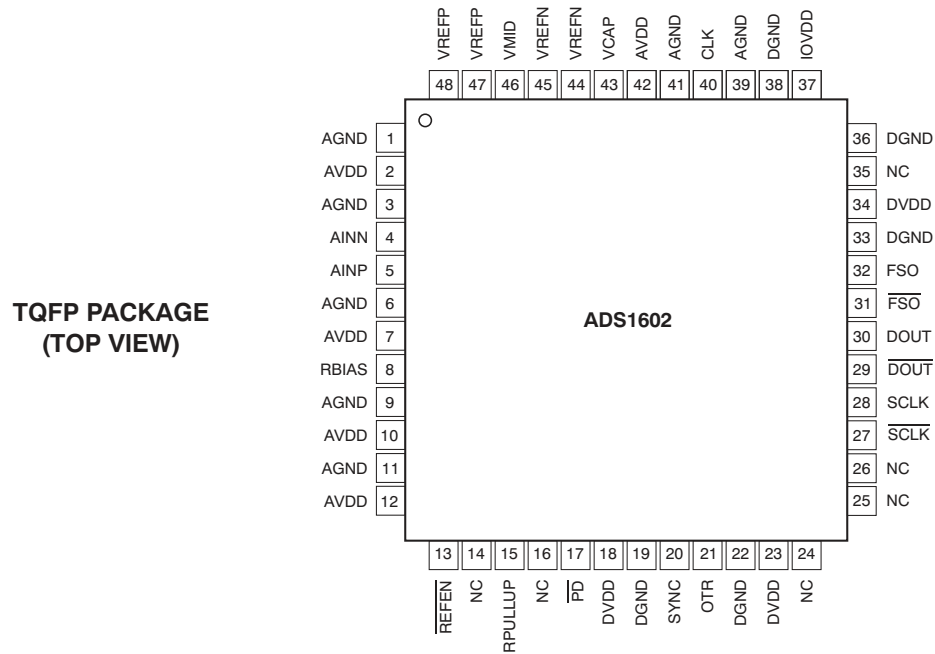 VREFP
VREFP
VMID
VREFN
VREFN
VCAP
AVDD
AGND
CLK
AGND
DGND
IOVDD
48 47 46 45 44 43 42 41 40 39 38 37
AGND 1
AVDD 2
AGND 3
AINN 4
AINP 5
AGND 6
AVDD 7
RBIAS 8
AGND 9
AVDD 10
AGND 11
AVDD 12
TQFP PACKAGE
(TOP VIEW)
ADS1602
36 DGND
35 NC
34 DVDD
33 DGND
32 FSO
31 F̅S̅O̅
30 DOUT
29 D̅O̅U̅T̅
28 SCLK
27 S̅C̅L̅K̅
26 NC
25 NC
13 14 15 16 17 18 19 20 21 22 23 24
R̅E̅F̅E̅N̅
NC
RPULLUP
NC
P̅D̅
DVDD
DGND
SYNC
OTR
DGND
DVDD
NC